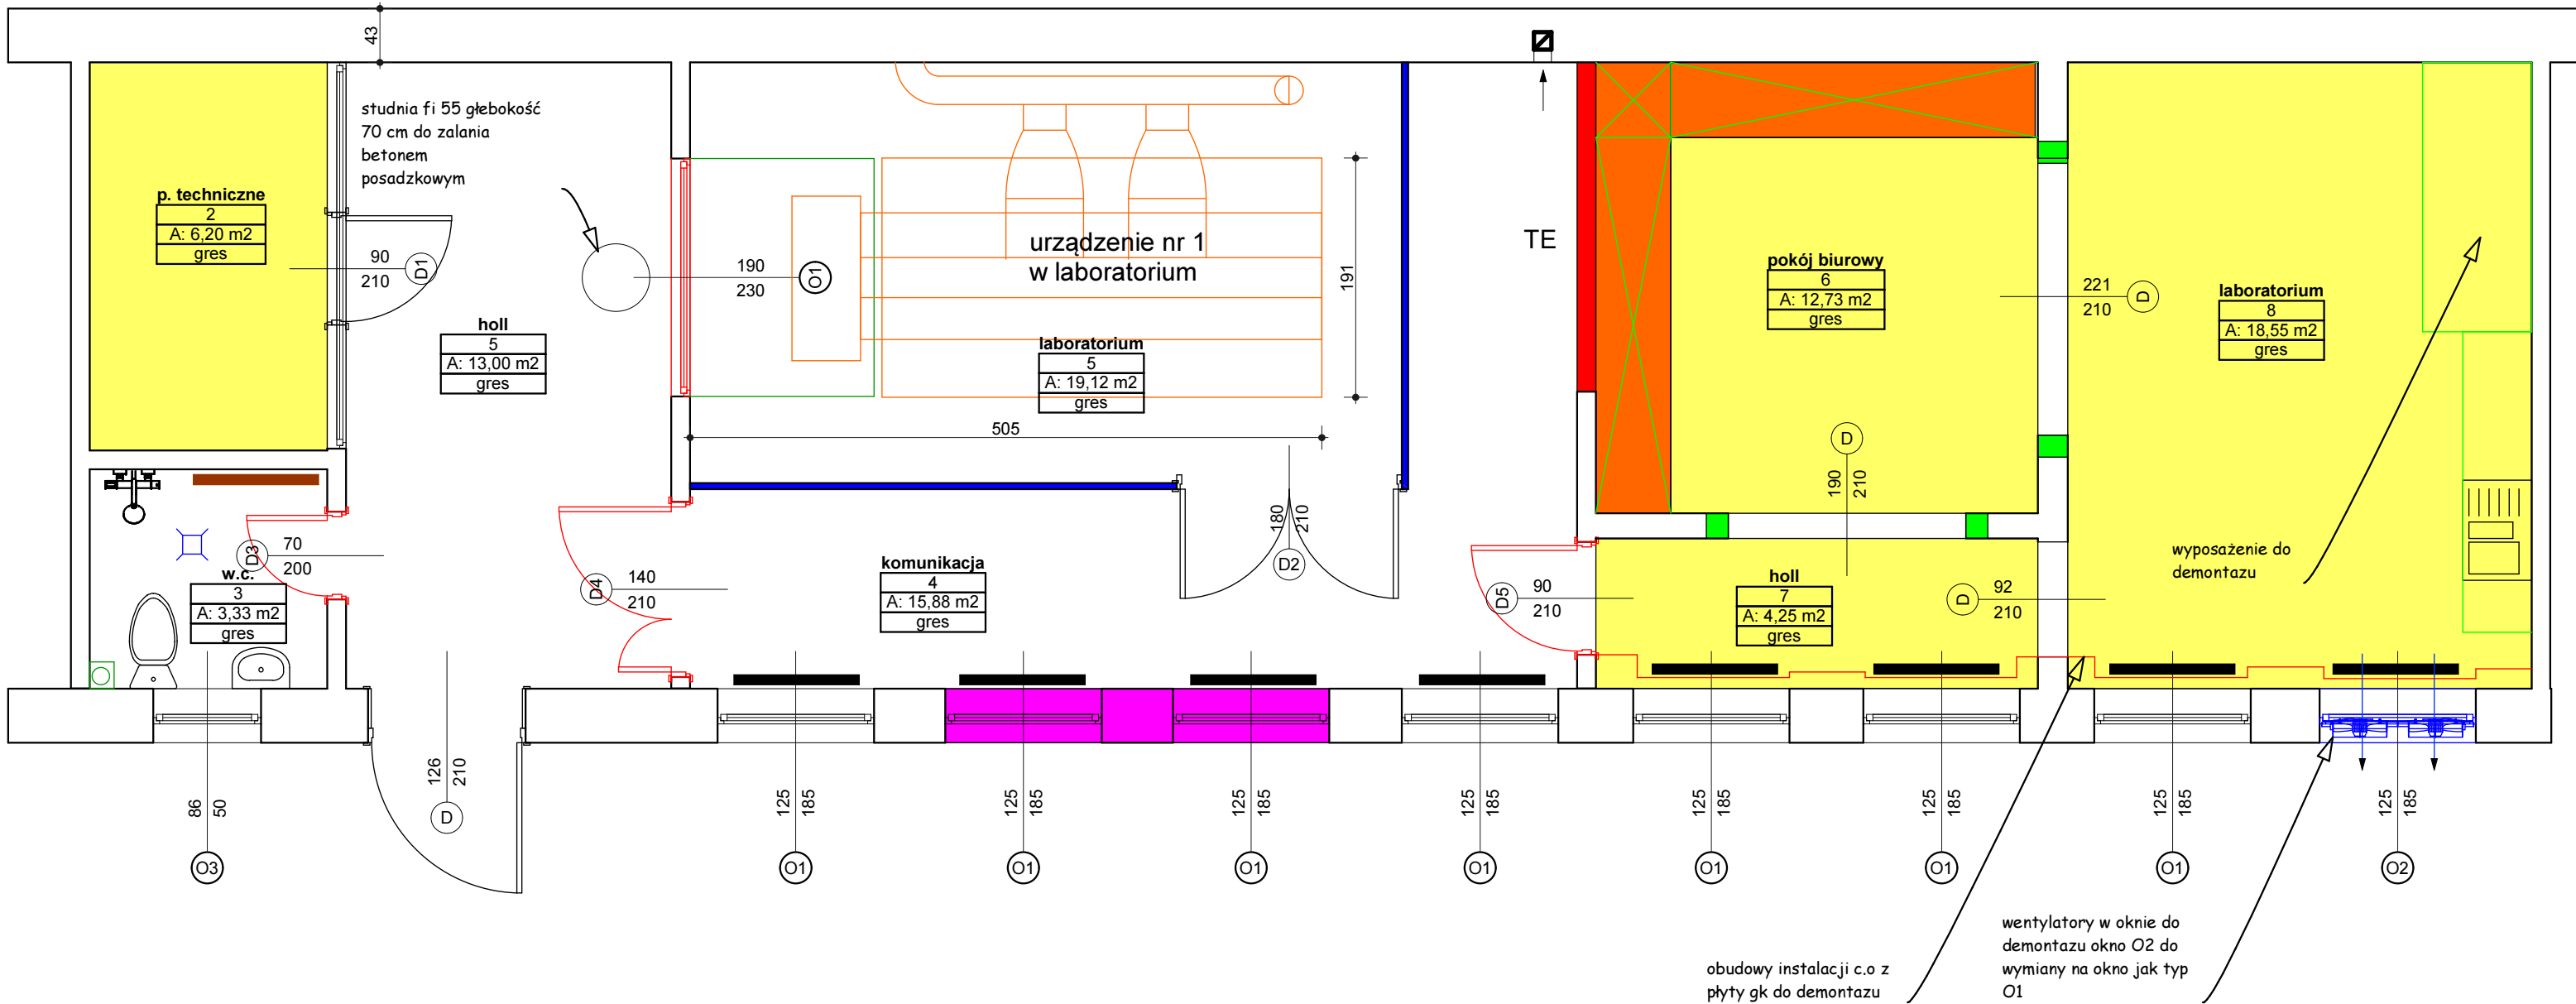 43
studnia fi 55 głebokość
70 cm do zalania
betonem
posadzkowym
p. techniczne
2
A: 6,20 m2
gres
90
210
D1
holl
5
A: 13,00 m2
gres
190
230
O1
urządzenie nr 1
w laboratorium
laboratorium
5
A: 19,12 m2
gres
191
505
TE
pokój biurowy
6
A: 12,73 m2
gres
221
210
D
laboratorium
8
A: 18,55 m2
gres
D
190
210
180
210
D2
D3
70
200
w.c.
3
A: 3,33 m2
gres
D4
140
210
komunikacja
4
A: 15,88 m2
gres
D5
90
210
holl
7
A: 4,25 m2
gres
D
92
210
wyposażenie do
demontazu
86
50
O3
126
210
D
125
185
O1
125
185
O1
125
185
O1
125
185
O1
125
185
O1
125
185
O1
125
185
O1
125
185
O2
obudowy instalacji c.o z
płyty gk do demontazu
wentylatory w oknie do
demontazu okno O2 do
wymiany na okno jak typ
O1